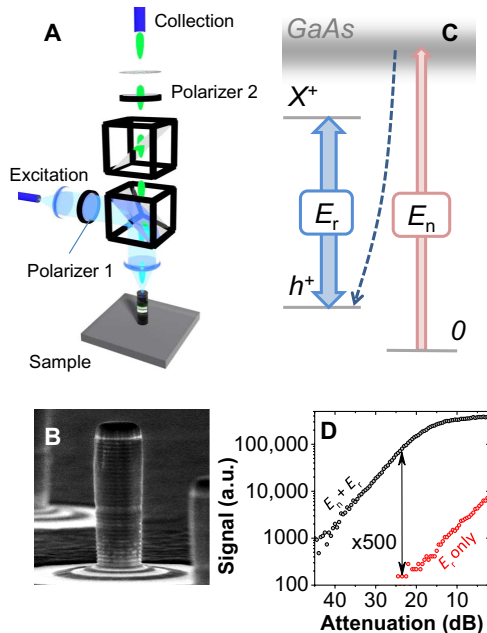 A
Collection
Polarizer 2
Excitation
Polarizer 1
Sample
GaAs
C
X+
Er
En
h+
0
B
D
100,000
10,000
1000
100
Signal (a.u.)
En + Er
x500
Er only
40 30 20 10
Attenuation (dB)